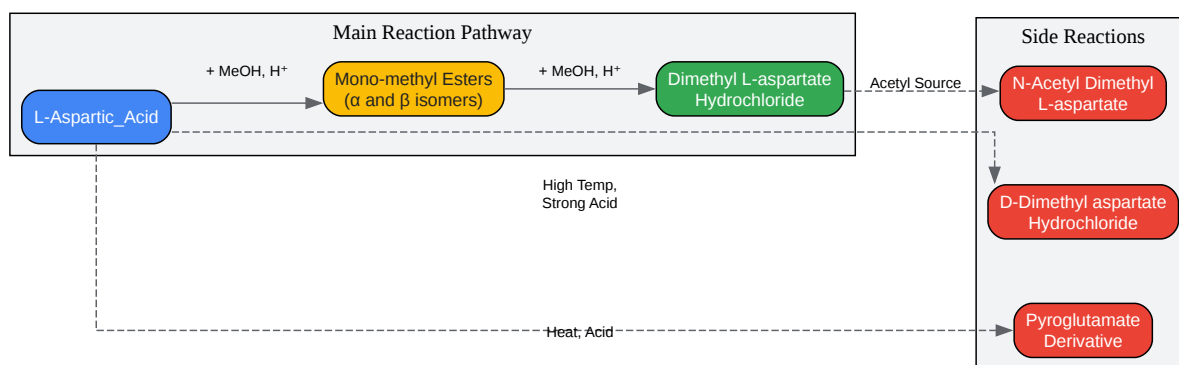 Main Reaction Pathway
Side Reactions
+ MeOH, H⁺
+ MeOH, H⁺
L-Aspartic_Acid
Mono-methyl Esters
(α and β isomers)
Dimethyl L-aspartate
Hydrochloride
Acetyl Source
N-Acetyl Dimethyl
L-aspartate
High Temp,
Strong Acid
D-Dimethyl aspartate
Hydrochloride
Heat, Acid
Pyroglutamate
Derivative